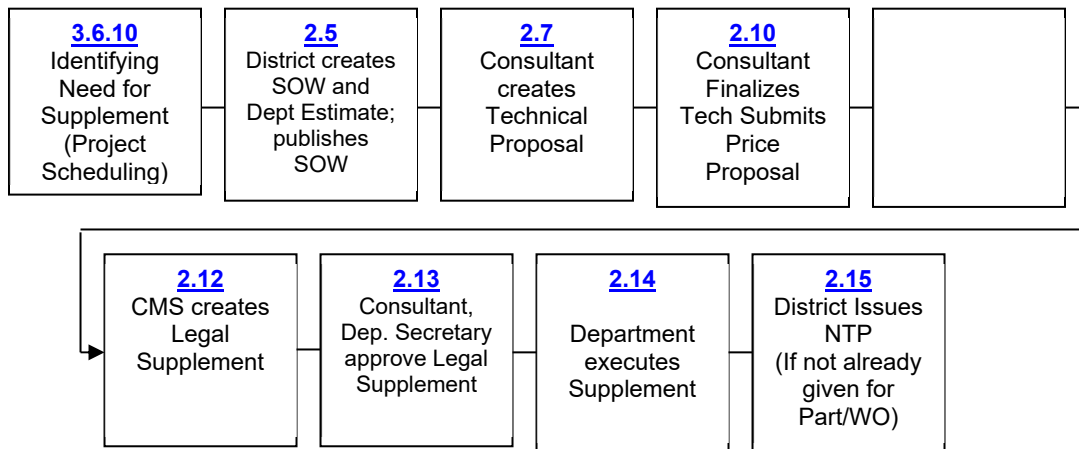 3.6.10
Identifying
Need for
Supplement
(Project
Scheduling)
2.5
District creates
SOW and
Dept Estimate;
publishes
SOW
2.7
Consultant
creates
Technical
Proposal
2.10
Consultant
Finalizes
Tech Submits
Price
Proposal
2.12
CMS creates
Legal
Supplement
2.13
Consultant,
Dep. Secretary
approve Legal
Supplement
2.14
Department
executes
Supplement
2.15
District Issues
NTP
(If not already
given for
Part/WO)